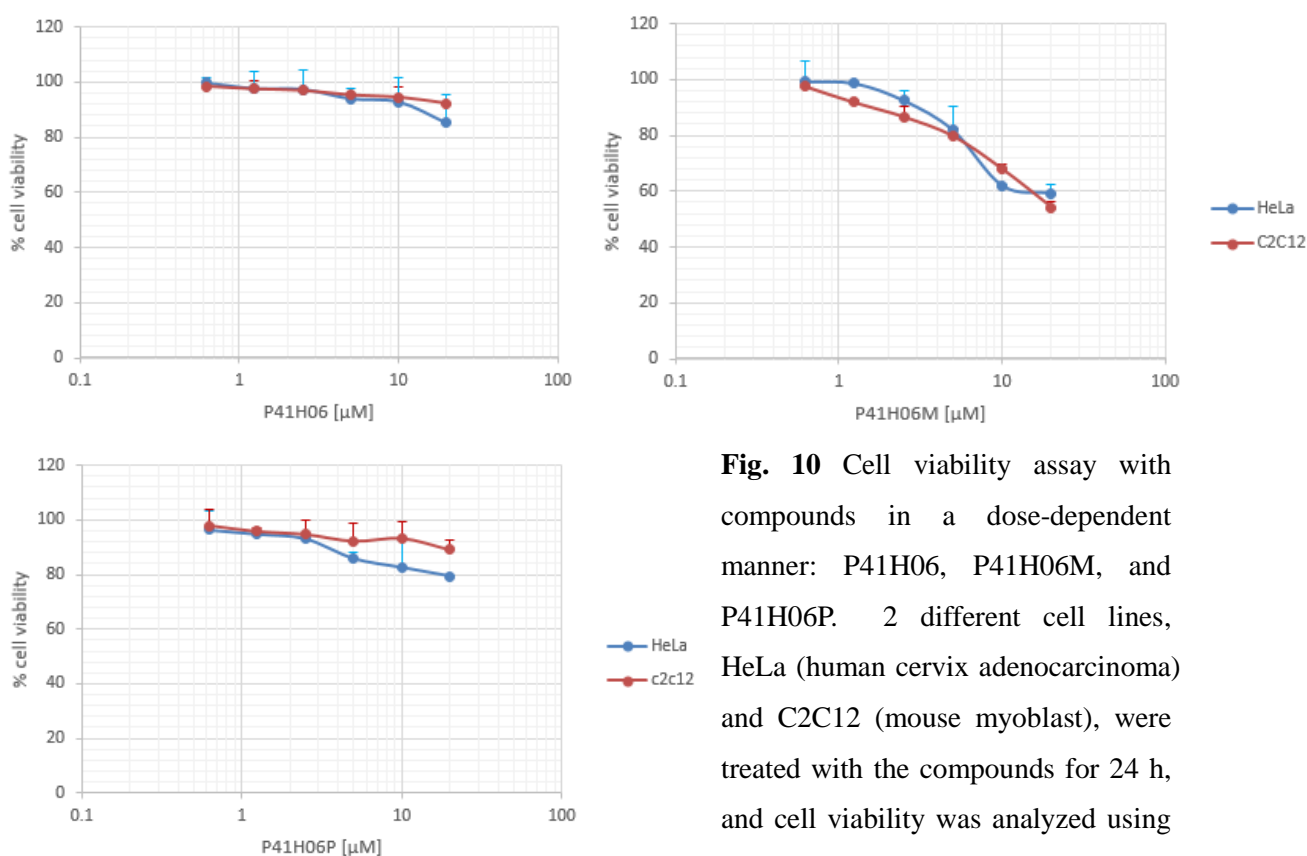 120
100
80
60
40
20
0
% cell viability
0.1
1
10
100
P41H06 [µM]
120
100
80
60
40
20
0
% cell viability
0.1
1
10
100
P41H06M [µM]
HeLa
C2C12
120
100
80
60
40
20
0
% cell viability
0.1
1
10
100
P41H06P [µM]
HeLa
c2c12
Fig. 10 Cell viability assay with
compounds in a dose-dependent
manner: P41H06, P41H06M, and
P41H06P. 2 different cell lines,
HeLa (human cervix adenocarcinoma)
and C2C12 (mouse myoblast), were
treated with the compounds for 24 h,
and cell viability was analyzed using